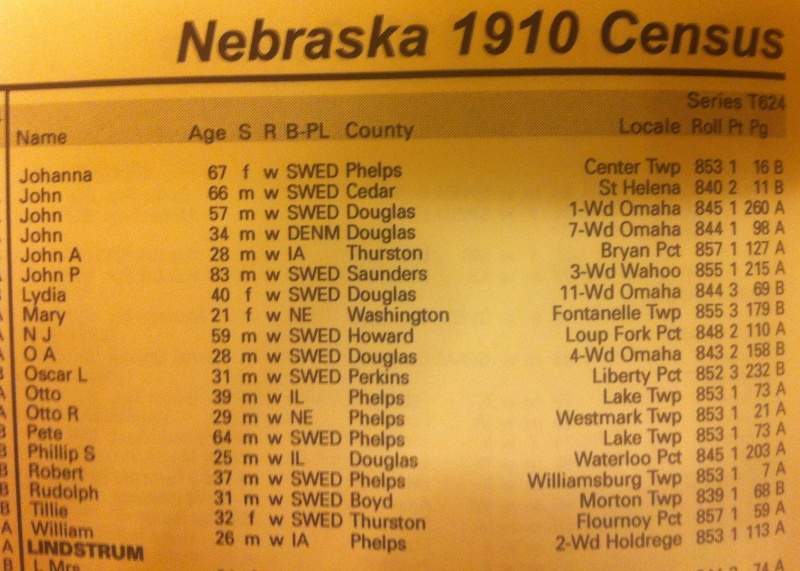 Nebraska 1910 Census
Series T624
Name Age S R B-PL County Locale Roll Pt Pg
Johanna 67 f w SWED Phelps Center Twp 853 1 16 B
John 66 m w SWED Cedar St Helena 840 2 11 B
John 57 m w SWED Douglas 1-Wd Omaha 845 1 260 A
John 34 m w DENM Douglas 7-Wd Omaha 844 1 98 A
John A 28 m w IA Thurston Bryan Pct 857 1 127 A
John P 83 m w SWED Saunders 3-Wd Wahoo 855 1 215 A
Lydia 40 f w SWED Douglas 11-Wd Omaha 844 3 69 B
Mary 21 f w NE Washington Fontanelle Twp 855 3 179 B
N J 59 m w SWED Howard Loup Fork Pct 848 2 110 A
O A 28 m w SWED Douglas 4-Wd Omaha 843 2 158 B
Oscar L 31 m w SWED Perkins Liberty Pct 852 3 232 B
Otto 39 m w IL Phelps Lake Twp 853 1 73 A
Otto R 29 m w NE Phelps Westmark Twp 853 1 21 A
Pete 64 m w SWED Phelps Lake Twp 853 1 73 A
Phillip S 25 m w IL Douglas Waterloo Pct 845 1 203 A
Robert 37 m w SWED Phelps Williamsburg Twp 853 1 7 A
Rudolph 31 m w SWED Boyd Morton Twp 839 1 68 B
Tillie 32 f w SWED Thurston Flournoy Pct 857 1 59 A
William 26 m w IA Phelps 2-Wd Holdrege 853 1 113 A
LINDSTRUM
L Mrs 74 A